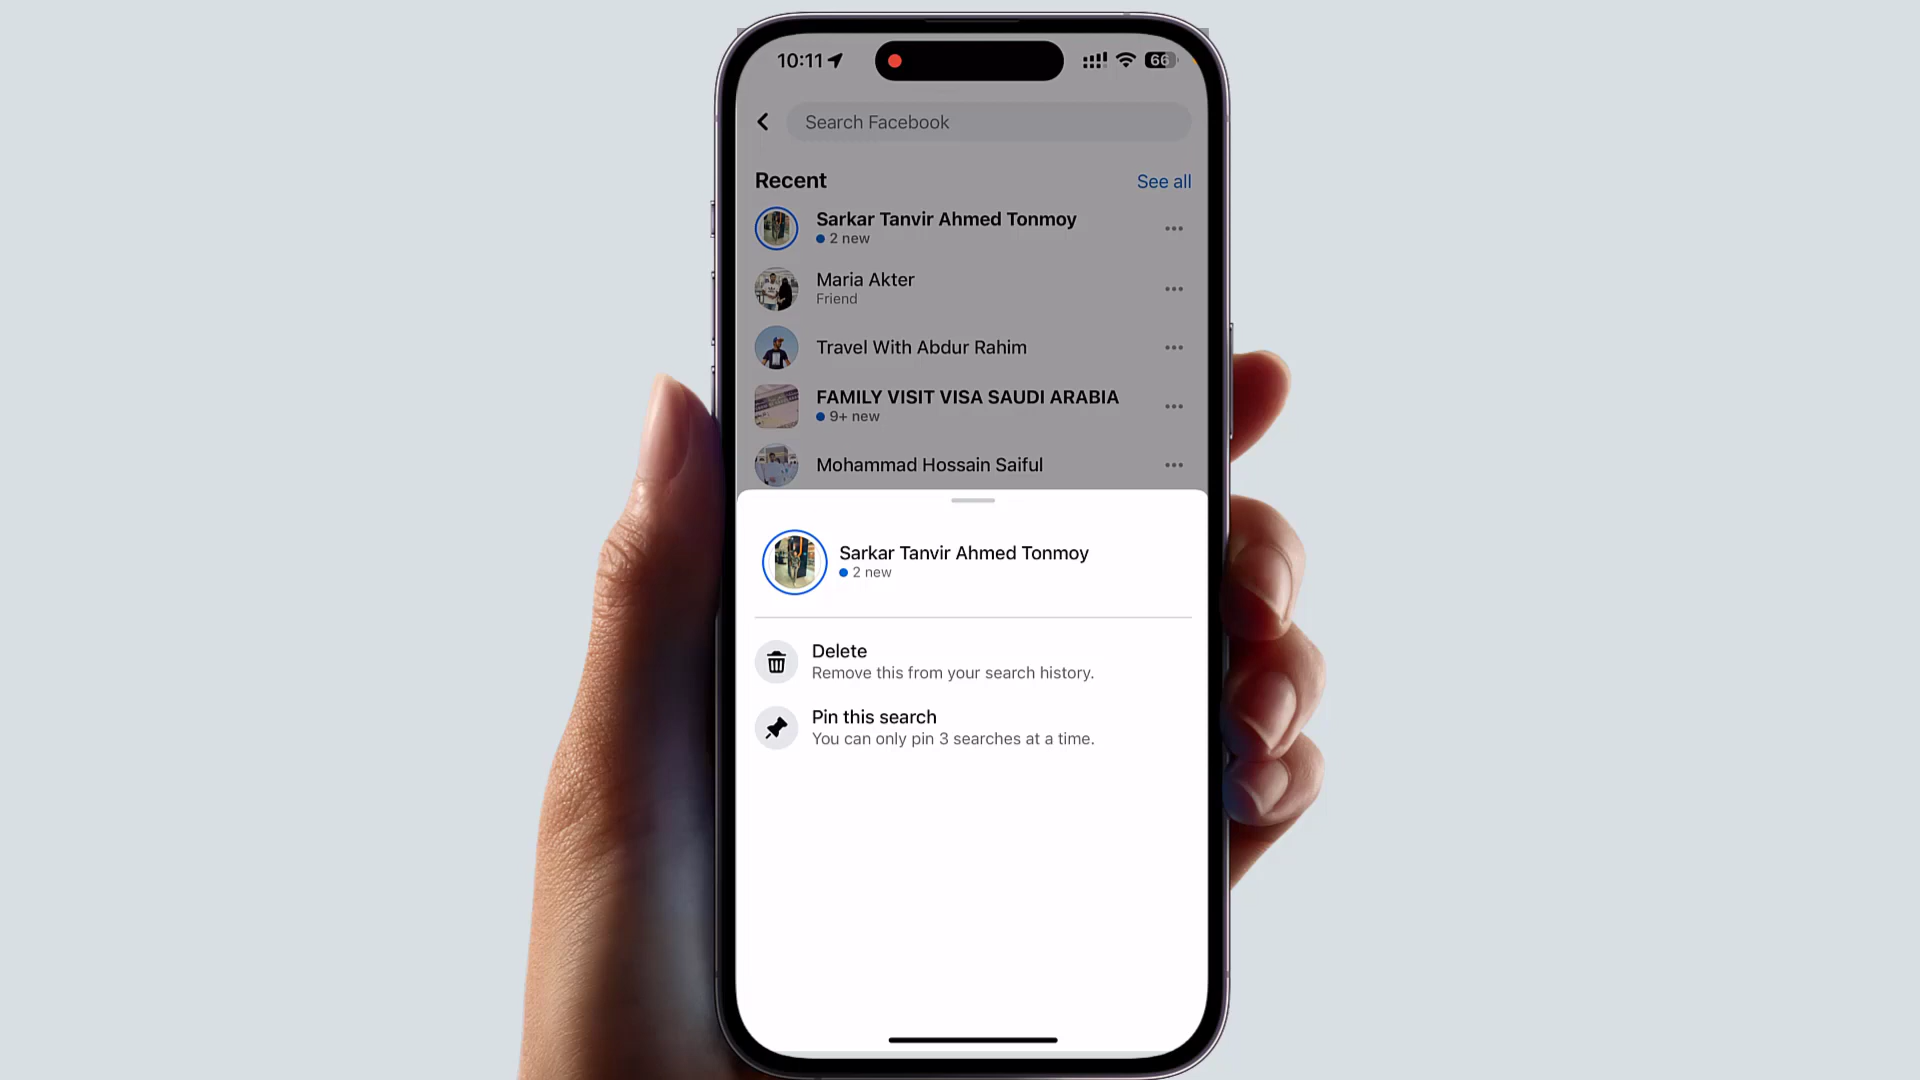 10:11
66
Search Facebook
Recent
See all
Sarkar Tanvir Ahmed Tonmoy
2 new
Maria Akter
Friend
Travel With Abdur Rahim
FAMILY VISIT VISA SAUDI ARABIA
9+ new
Mohammad Hossain Saiful
Sarkar Tanvir Ahmed Tonmoy
2 new
Delete
Remove this from your search history.
Pin this search
You can only pin 3 searches at a time.